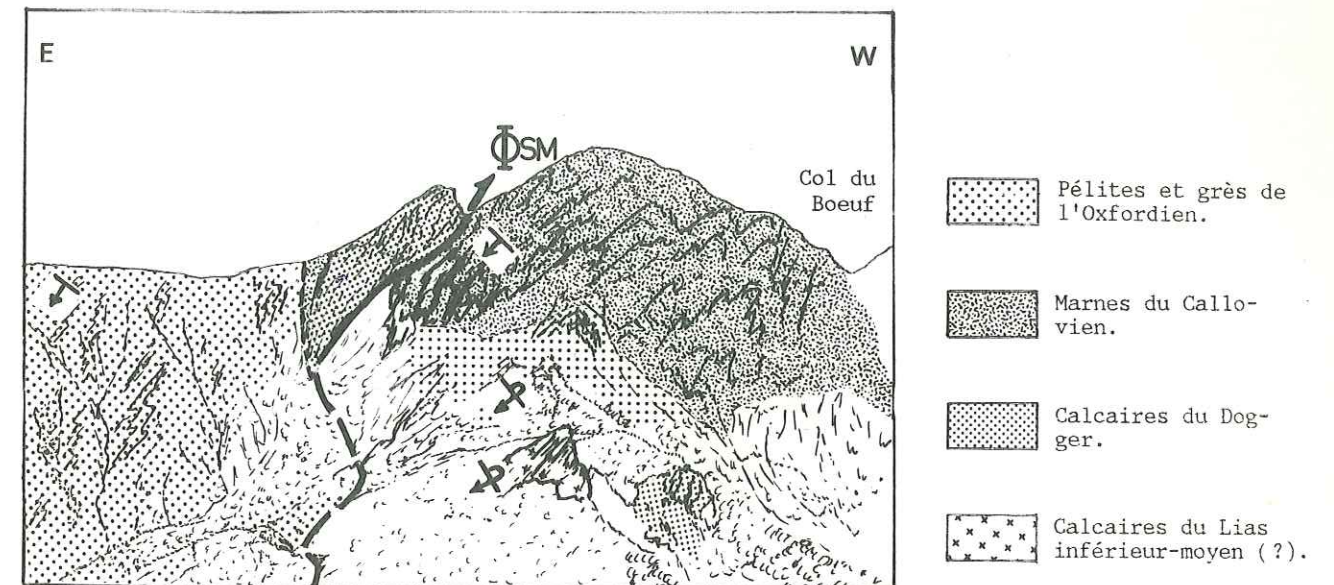 E
W
ΦSM
Col du
Boeuf
Pélites et grès de
l'Oxfordien.
Marnes du Callo-
vien.
Calcaires du Dog-
ger.
Calcaires du Lias
inférieur-moyen (?).